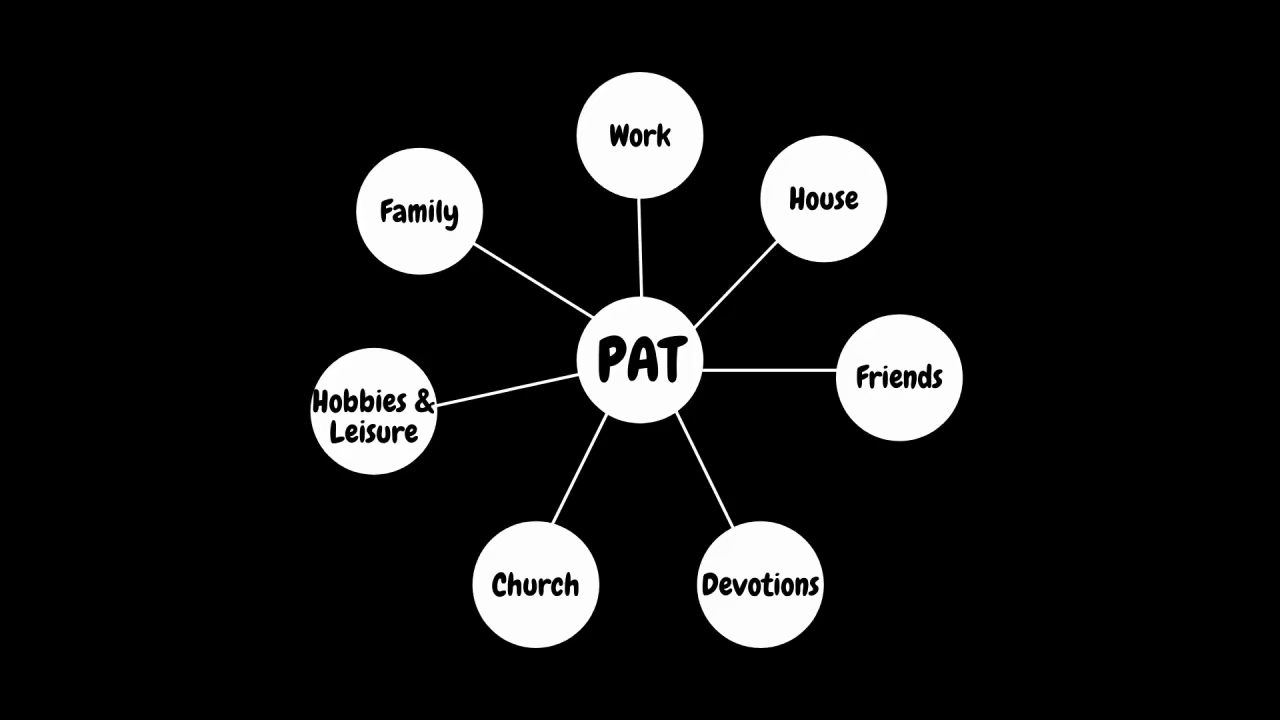 Work
House
Family
PAT
Friends
Hobbies &
Leisure
Church
Devotions